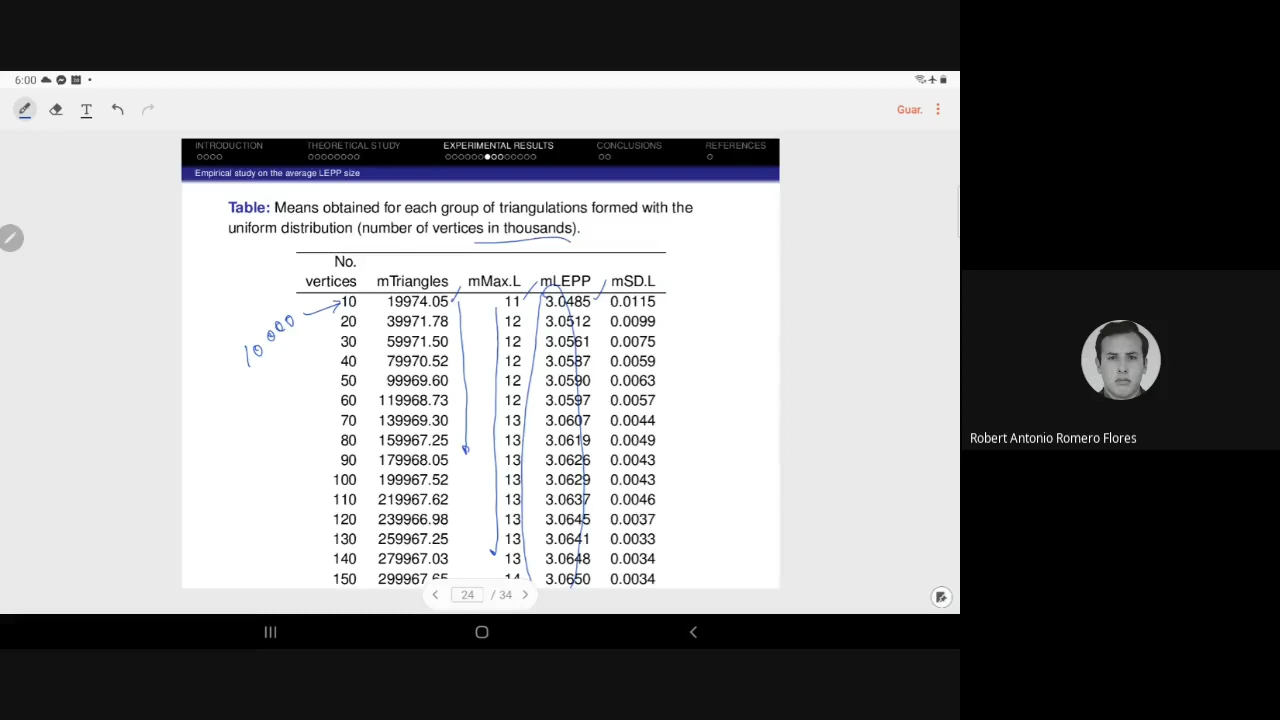 6:00
Guar.
INTRODUCTION THEORETICAL STUDY EXPERIMENTAL RESULTS CONCLUSIONS REFERENCES
Empirical study on the average LEPP size
Table: Means obtained for each group of triangulations formed with the
uniform distribution (number of vertices in thousands).
No.
vertices mTriangles mMax.L mLEPP mSD.L
10 19974.05 11 3.0485 0.0115
10000
20 39971.78 12 3.0512 0.0099
30 59971.50 12 3.0561 0.0075
40 79970.52 12 3.0587 0.0059
50 99969.60 12 3.0590 0.0063
60 119968.73 12 3.0597 0.0057
70 139969.30 13 3.0607 0.0044
80 159967.25 13 3.0619 0.0049
90 179968.05 13 3.0626 0.0043
100 199967.52 13 3.0629 0.0043
110 219967.62 13 3.0637 0.0046
120 239966.98 13 3.0645 0.0037
130 259967.25 13 3.0641 0.0033
140 279967.03 13 3.0648 0.0034
150 299967.65 14 3.0650 0.0034
24 / 34
Robert Antonio Romero Flores